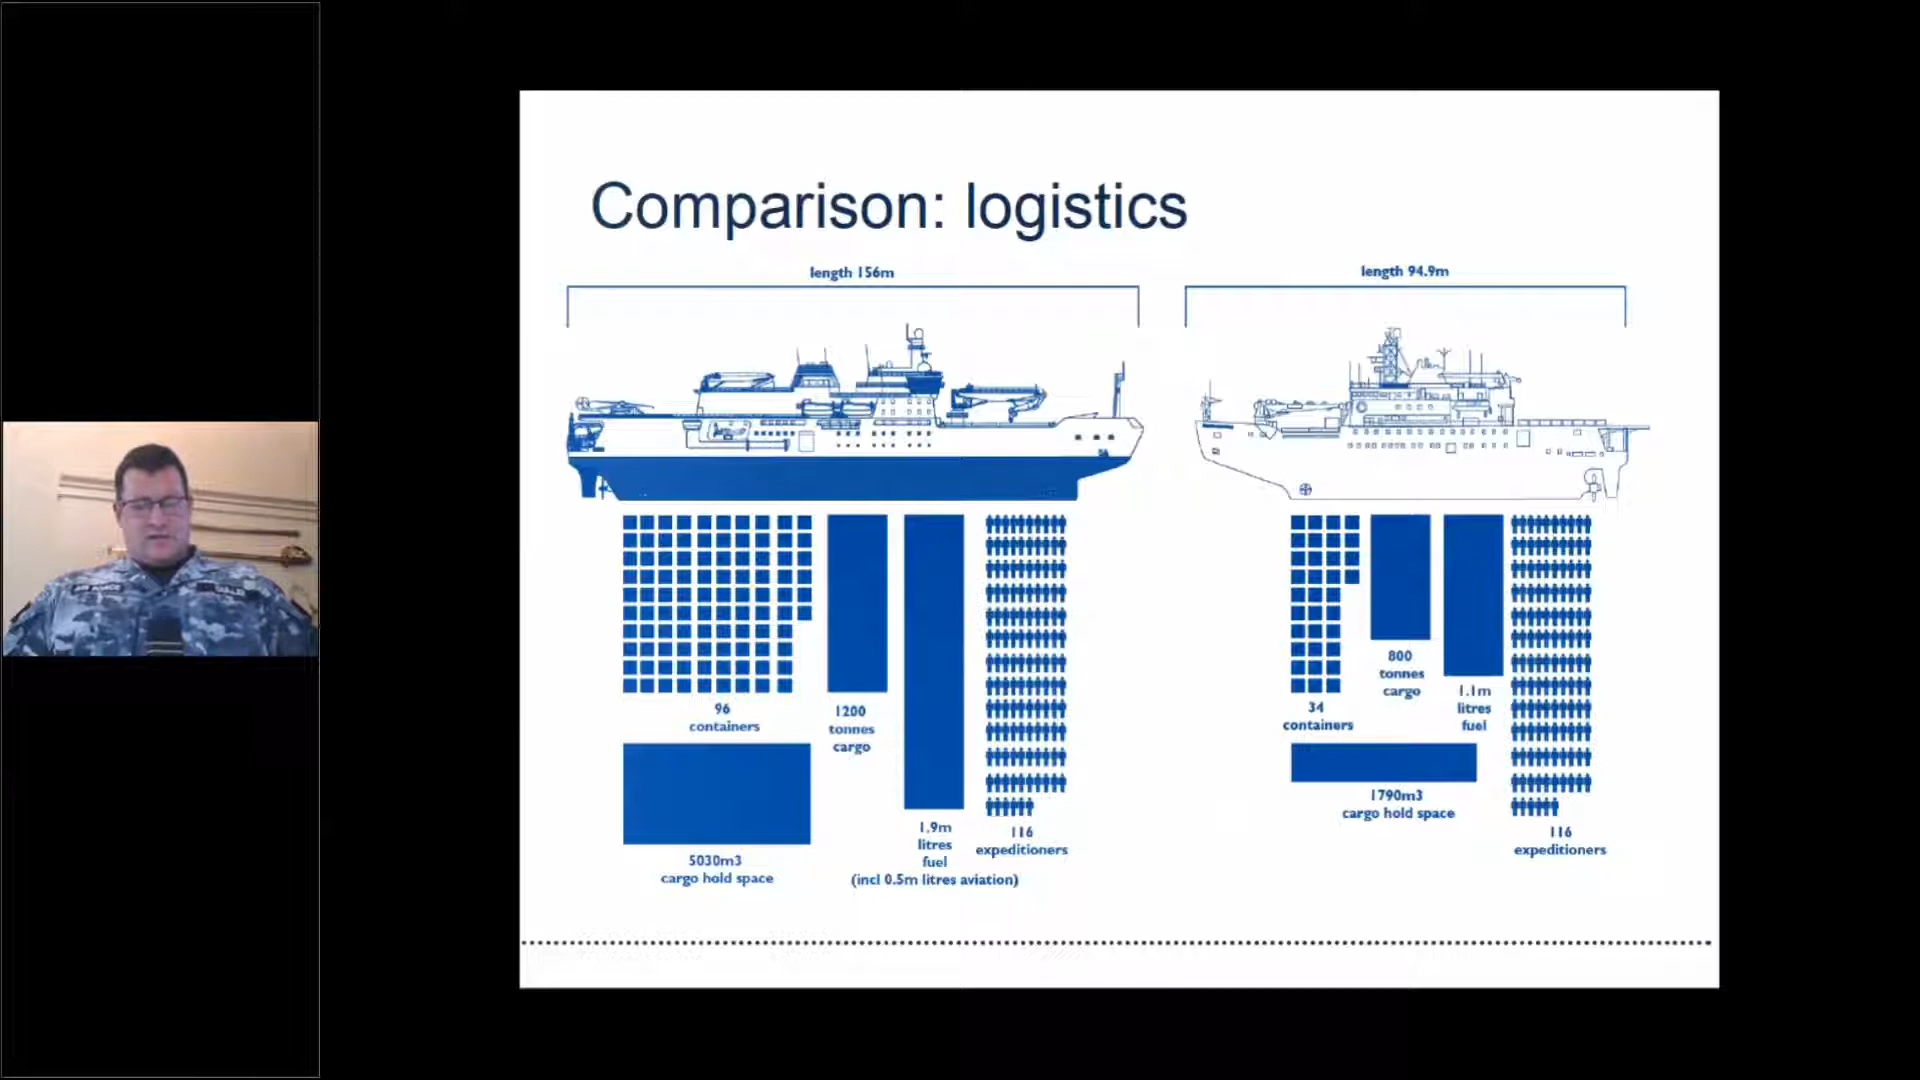 Comparison: logistics
length 156m
length 94.9m
96
containers
1200
tonnes
cargo
1.9m
litres
fuel
(incl 0.5m litres aviation)
116
expeditioners
5030m3
cargo hold space
34
containers
800
tonnes
cargo
1.1m
litres
fuel
1790m3
cargo hold space
116
expeditioners
AIR FORCE